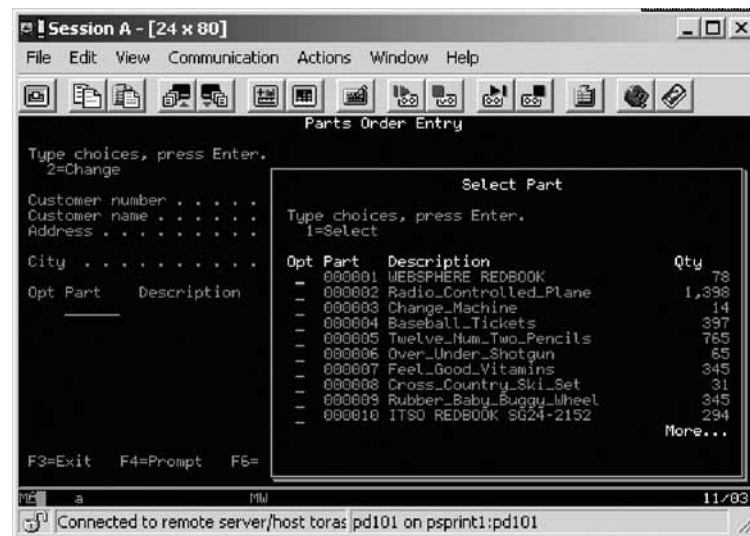 Session A - [24 x 80]
File Edit View Communication Actions Window Help
Parts Order Entry
Type choices, press Enter.
2=Change
Customer number . . . . .
Customer name . . . . . .
Address . . . . . . . . .
City . . . . . . . . . .
Opt Part Description
F3=Exit F4=Prompt F6=
Select Part
Type choices, press Enter.
1=Select
Opt Part Description Qty
_ 000001 WEBSPHERE REDBOOK 78
_ 000002 Radio_Controlled_Plane 1,398
_ 000003 Change_Machine 14
_ 000004 Baseball_Tickets 397
_ 000005 Twelve_Num_Two_Pencils 765
_ 000006 Over_Under_Shotgun 65
_ 000007 Feel_Good_Vitamins 345
_ 000008 Cross_Country_Ski_Set 31
_ 000009 Rubber_Baby_Buggy_Wheel 345
_ 000010 ITSO REDBOOK SG24-2152 294
More...
a MW 11/03
Connected to remote server/host toras pd101 on psprint1:pd101